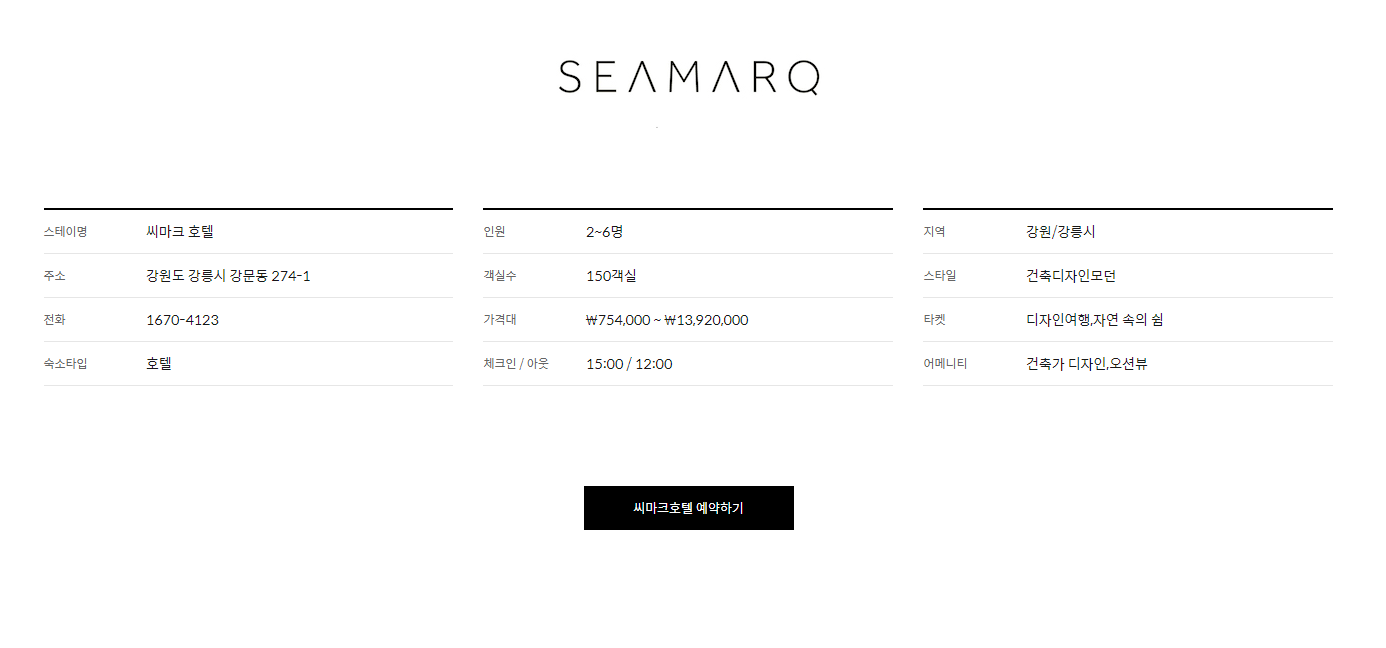 SEAMARQ
스테이명 씨마크 호텔
주소 강원도 강릉시 강문동 274-1
전화 1670-4123
숙소타입 호텔
인원 2~6명
객실수 150객실
가격대 ₩754,000 ~ ₩13,920,000
체크인 / 아웃 15:00 / 12:00
지역 강원/강릉시
스타일 건축디자인모던
타켓 디자인여행,자연 속의 쉼
어메니티 건축가 디자인,오션뷰
씨마크호텔 예약하기